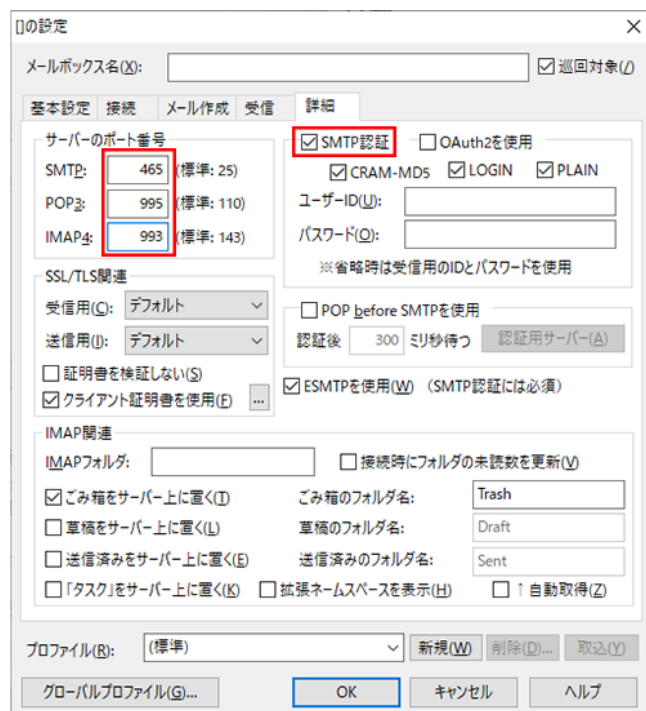 []の設定
メールボックス名(X): 巡回対象(/)
基本設定 接続 メール作成 受信 詳細
サーバーのポート番号
SMTP: 465 (標準: 25)
POP3: 995 (標準: 110)
IMAP4: 993 (標準: 143)
SMTP認証 OAuth2を使用
CRAM-MD5 LOGIN PLAIN
ユーザーID(U):
パスワード(O):
※省略時は受信用のIDとパスワードを使用
SSL/TLS関連
受信用(C): デフォルト
送信用(J): デフォルト
証明書を検証しない(S)
クライアント証明書を使用(F) ...
POP before SMTPを使用
認証後 300 ミリ秒待つ 認証用サーバー(A)
ESMTPを使用(W) (SMTP認証には必須)
IMAP関連
IMAPフォルダ: 接続時にフォルダの未読数を更新(V)
ごみ箱をサーバー上に置く(T) ごみ箱のフォルダ名: Trash
草稿をサーバー上に置く(L) 草稿のフォルダ名: Draft
送信済みをサーバー上に置く(E) 送信済みのフォルダ名: Sent
「タスク」をサーバー上に置く(K) 拡張ネームスペースを表示(H) ↑自動取得(Z)
プロファイル(R): (標準) 新規(W) 削除(D)... 取込(Y)
グローバルプロファイル(G)... OK キャンセル ヘルプ